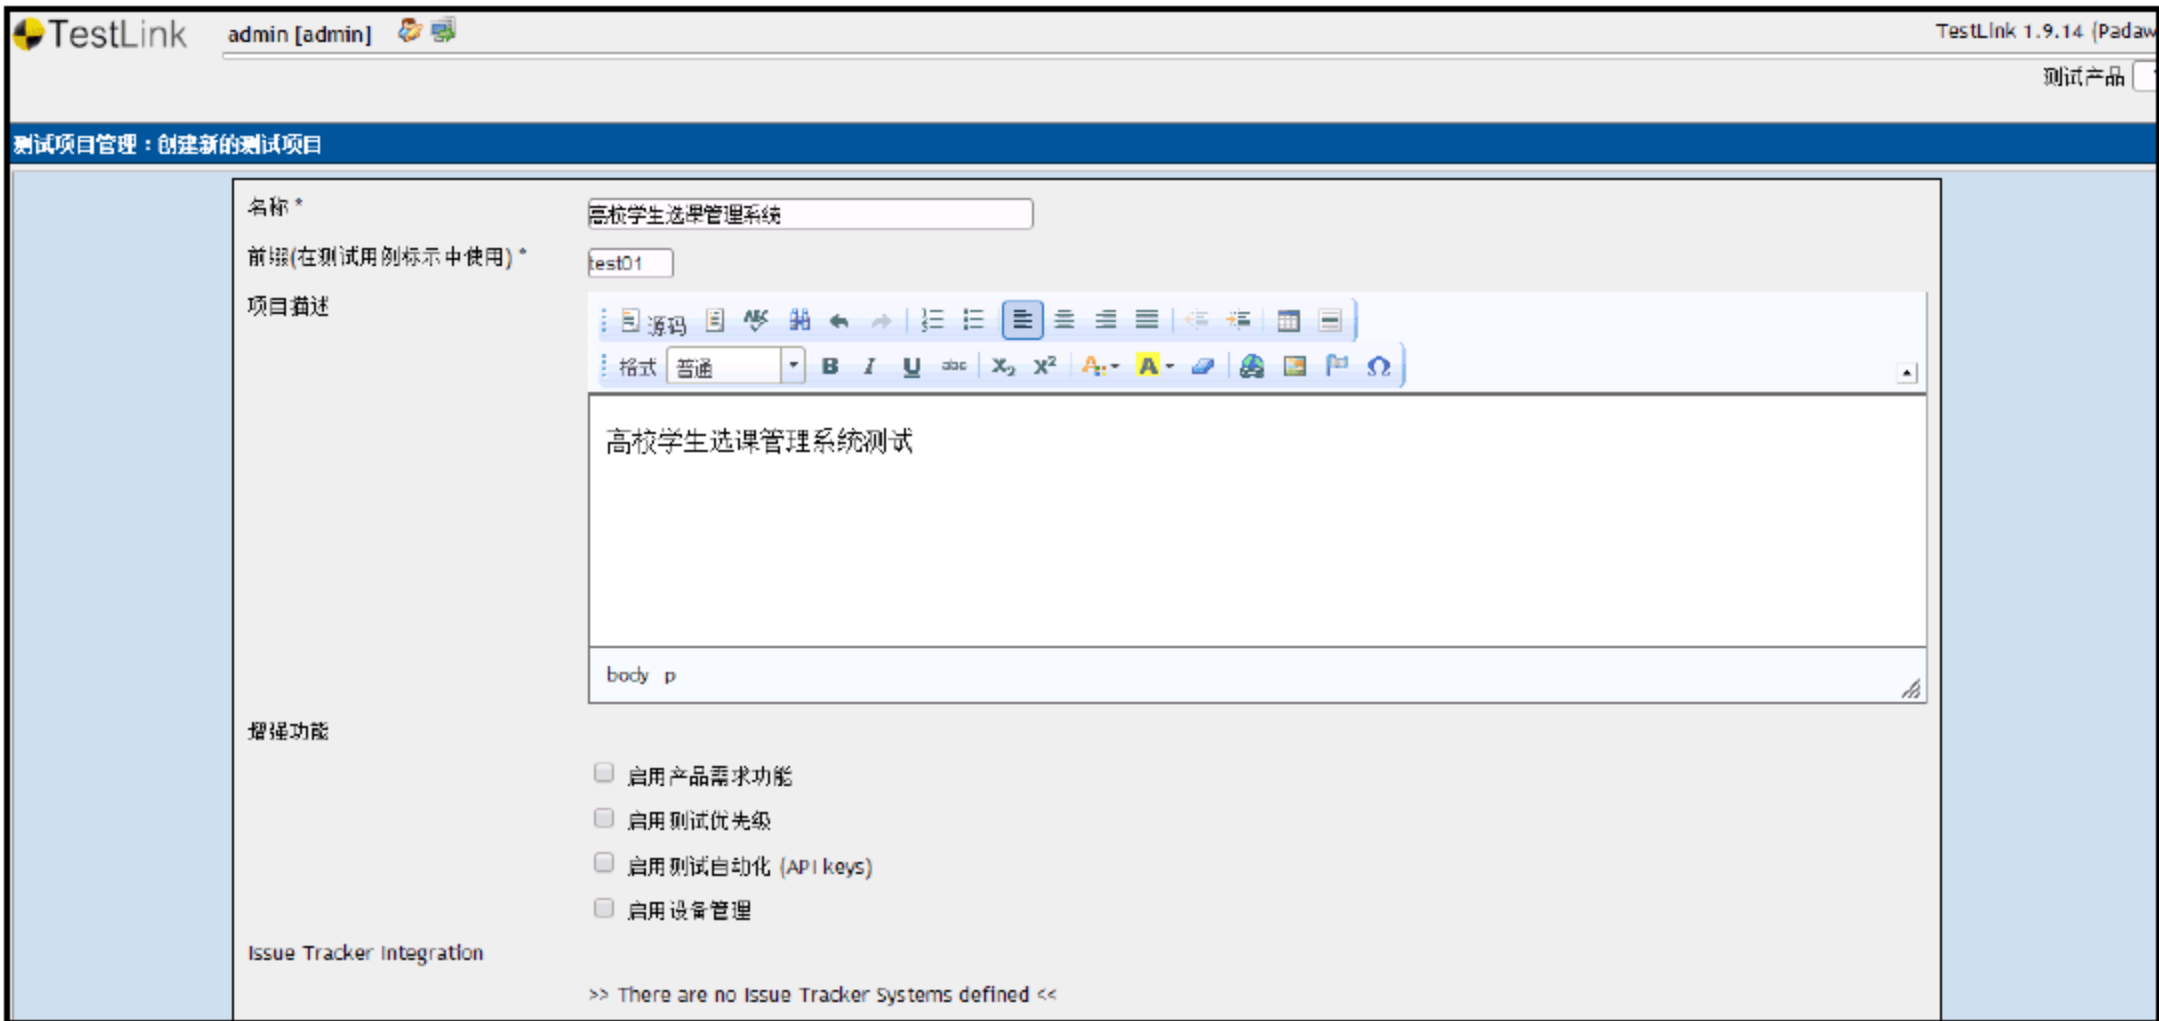 TestLink admin [admin] TestLink 1.9.14 (Padaw
测试产品
测试项目管理：创建新的测试项目
名称 * 高校学生选课管理系统
前缀(在测试用例标示中使用) * test01
项目描述
源码 ABC
格式 普通 B I U abc X₂ X² A A Ω
高校学生选课管理系统测试
body p
增强功能
启用产品需求功能
启用测试优先级
启用测试自动化 (API keys)
启用设备管理
Issue Tracker Integration
>> There are no Issue Tracker Systems defined <<